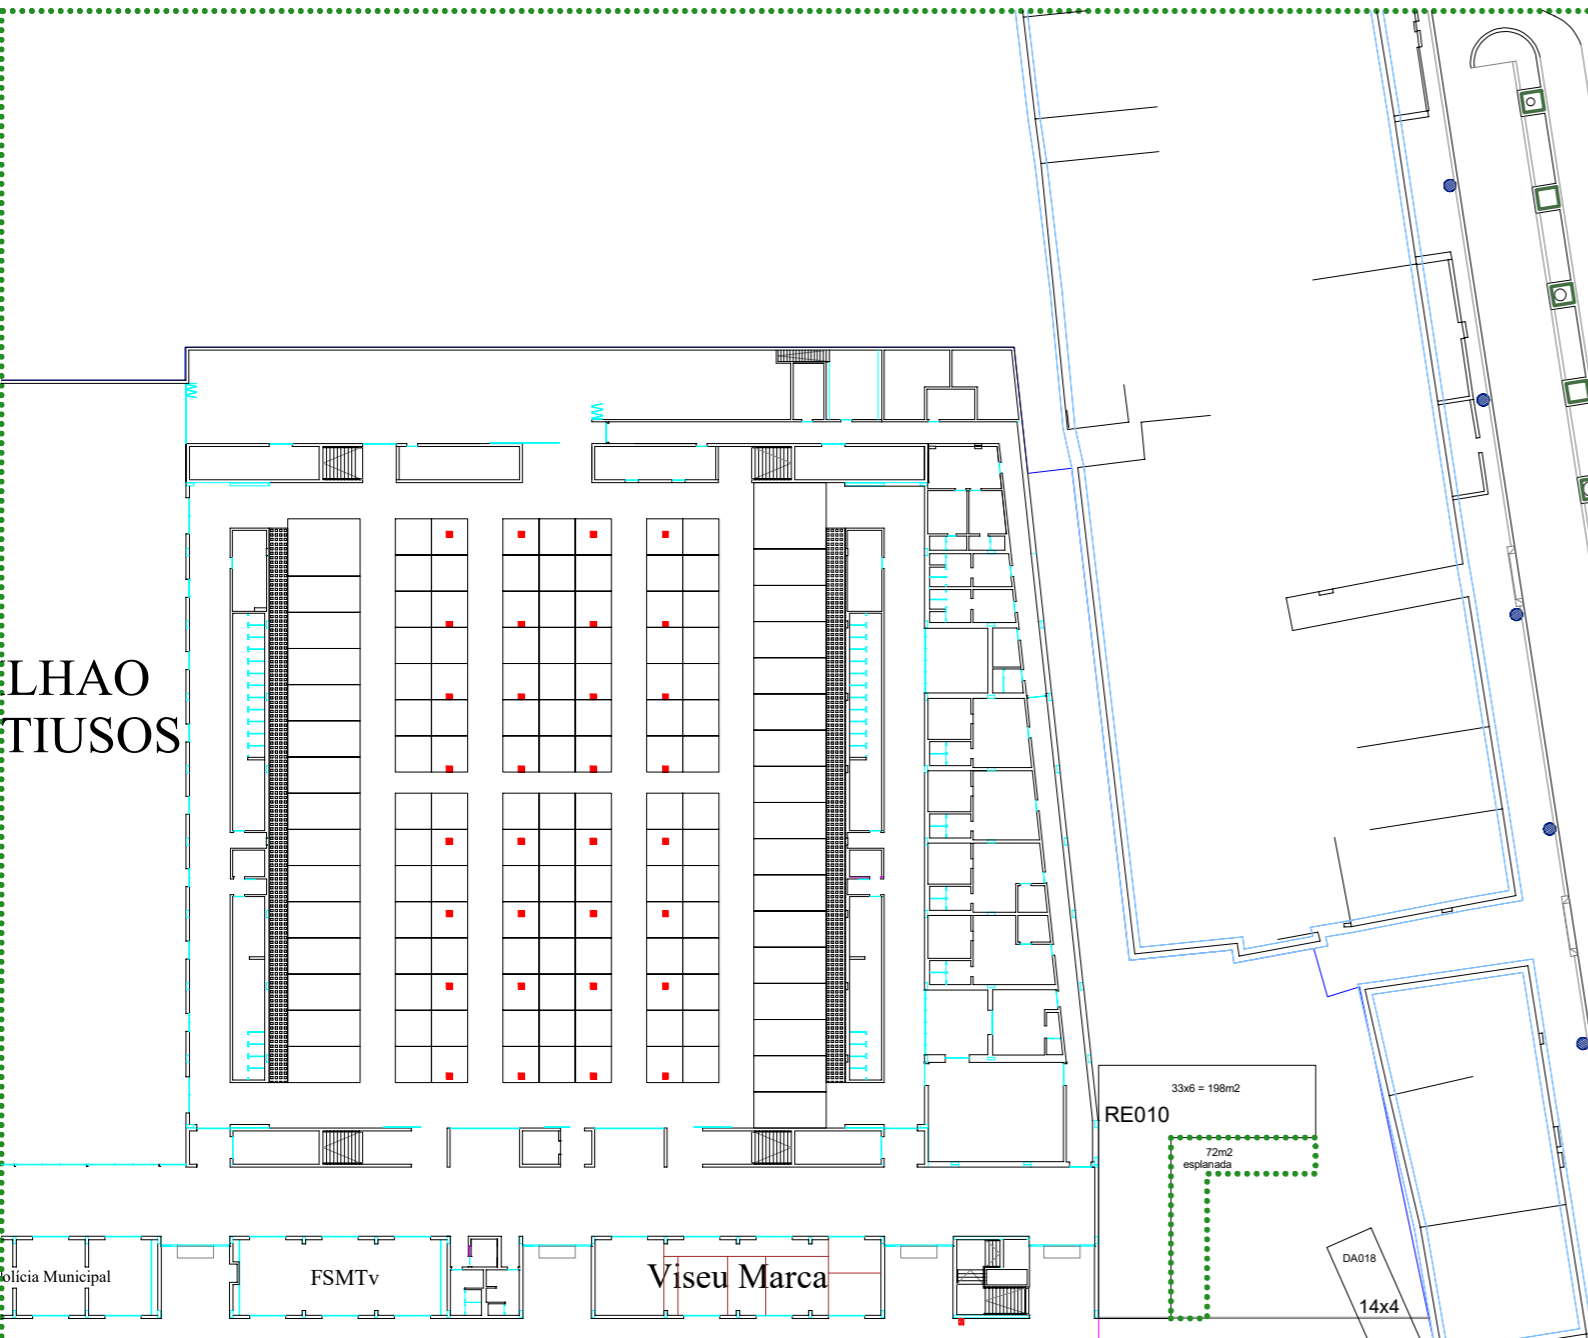 LHAO
TIUSOS
33x6 = 198m2
RE010
72m2
esplanada
DA018
14x4
olícia Municipal
FSMTv
Viseu Marca